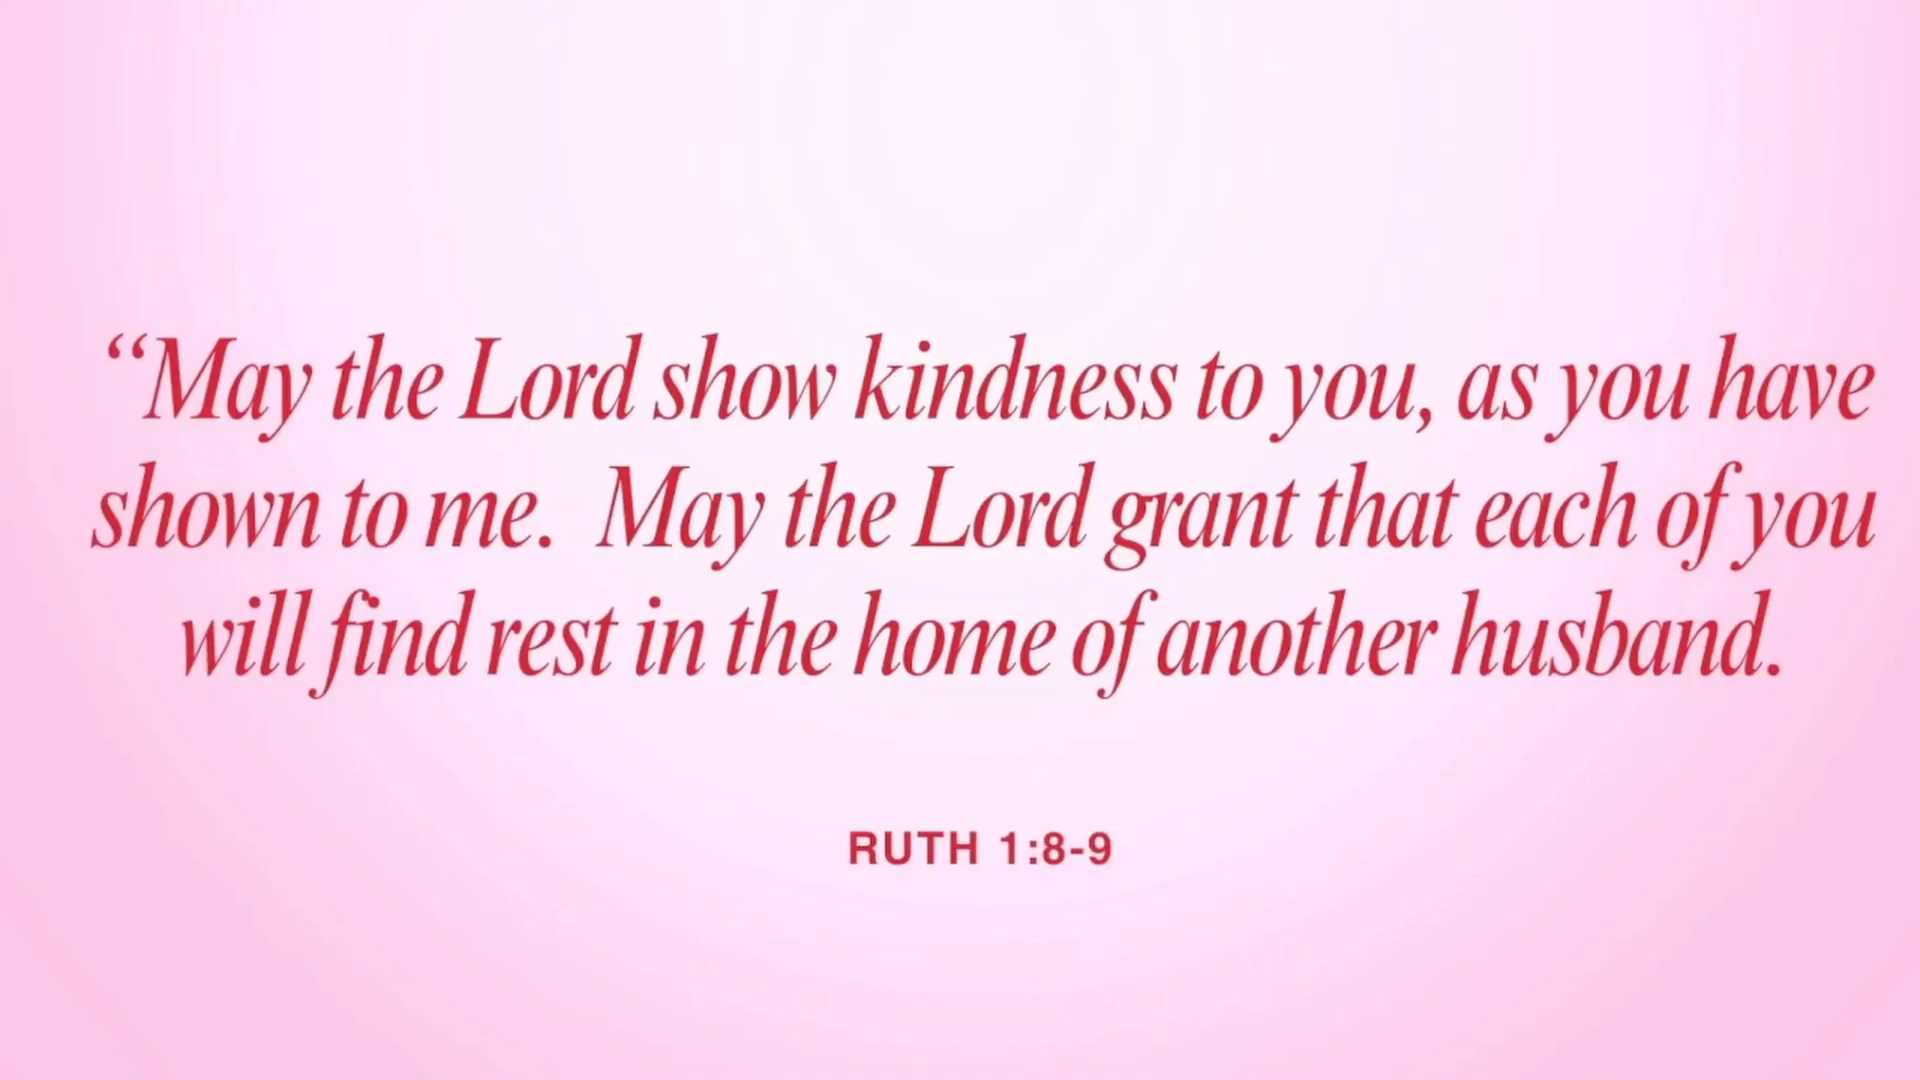 “May the Lord show kindness to you, as you have
shown to me.  May the Lord grant that each of you
will find rest in the home of another husband.
RUTH 1:8-9